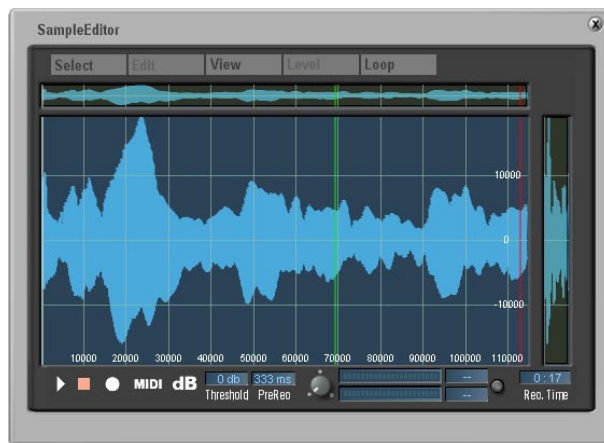 SampleEditor
X
Select Edit View Level Loop
10000
0
-10000
10000 20000 30000 40000 50000 60000 70000 80000 90000 100000 110000
MIDI dB 0 db 333 ms -- -- 0:17
Threshold PreRec Rec. Time